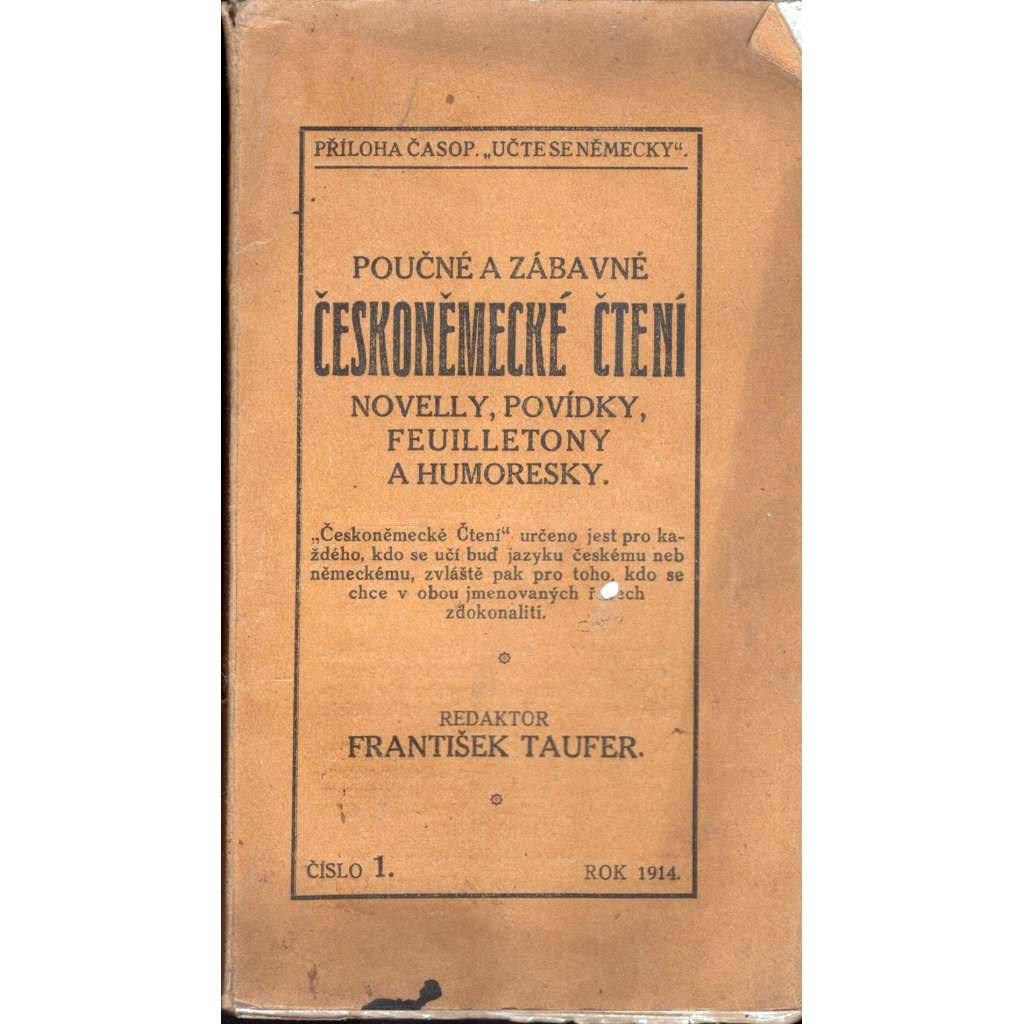 PŘÍLOHA ČASOP. „UČTE SE NĚMECKY“.
POUČNÉ A ZÁBAVNÉ
ČESKONĚMECKÉ ČTENÍ
NOVELLY, POVÍDKY,
FEUILLETONY
A HUMORESKY.
„Českoněmecké Čtení“ určeno jest pro ka-
ždého, kdo se učí buď jazyku českému neb
německému, zvláště pak pro toho, kdo se
chce v obou jmenovaných
zdokonaliti.
REDAKTOR
FRANTIŠEK TAUFER.
ČÍSLO 1.
ROK 1914.